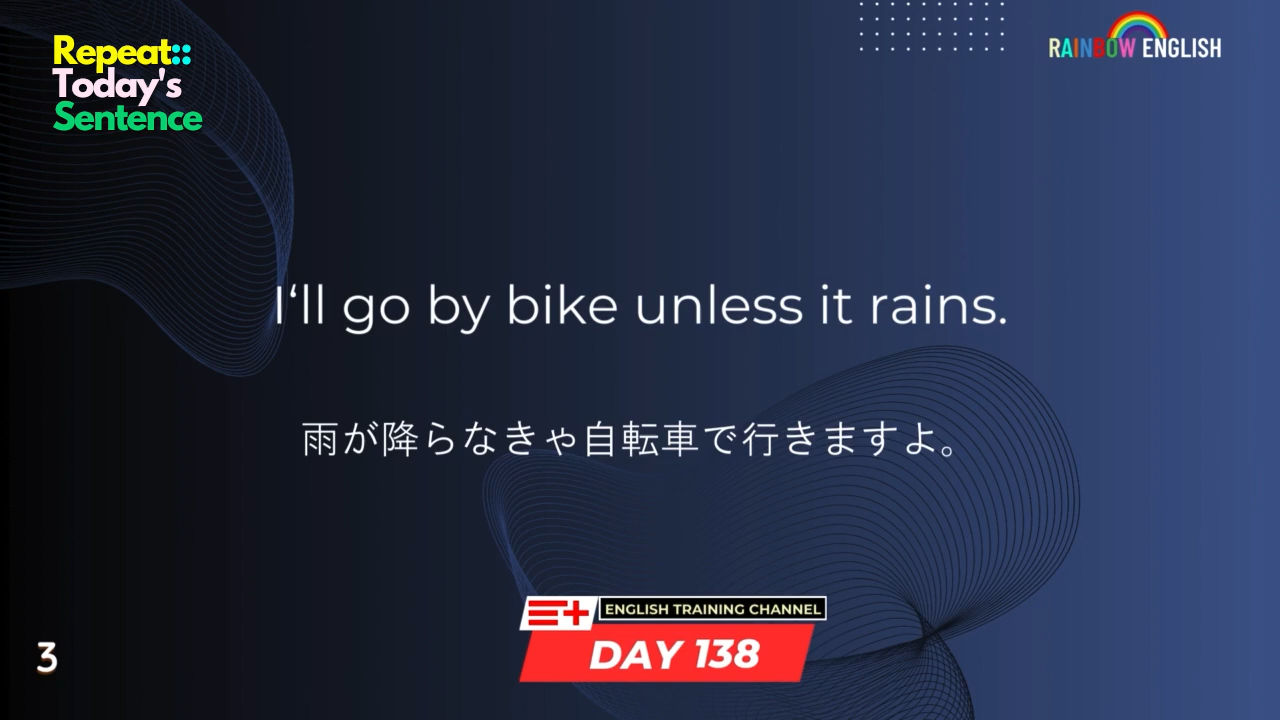 Repeat::
Today's
Sentence
RAINBOW ENGLISH
I‘ll go by bike unless it rains.
雨が降らなきゃ自転車で行きますよ。
E+ ENGLISH TRAINING CHANNEL
DAY 138
3